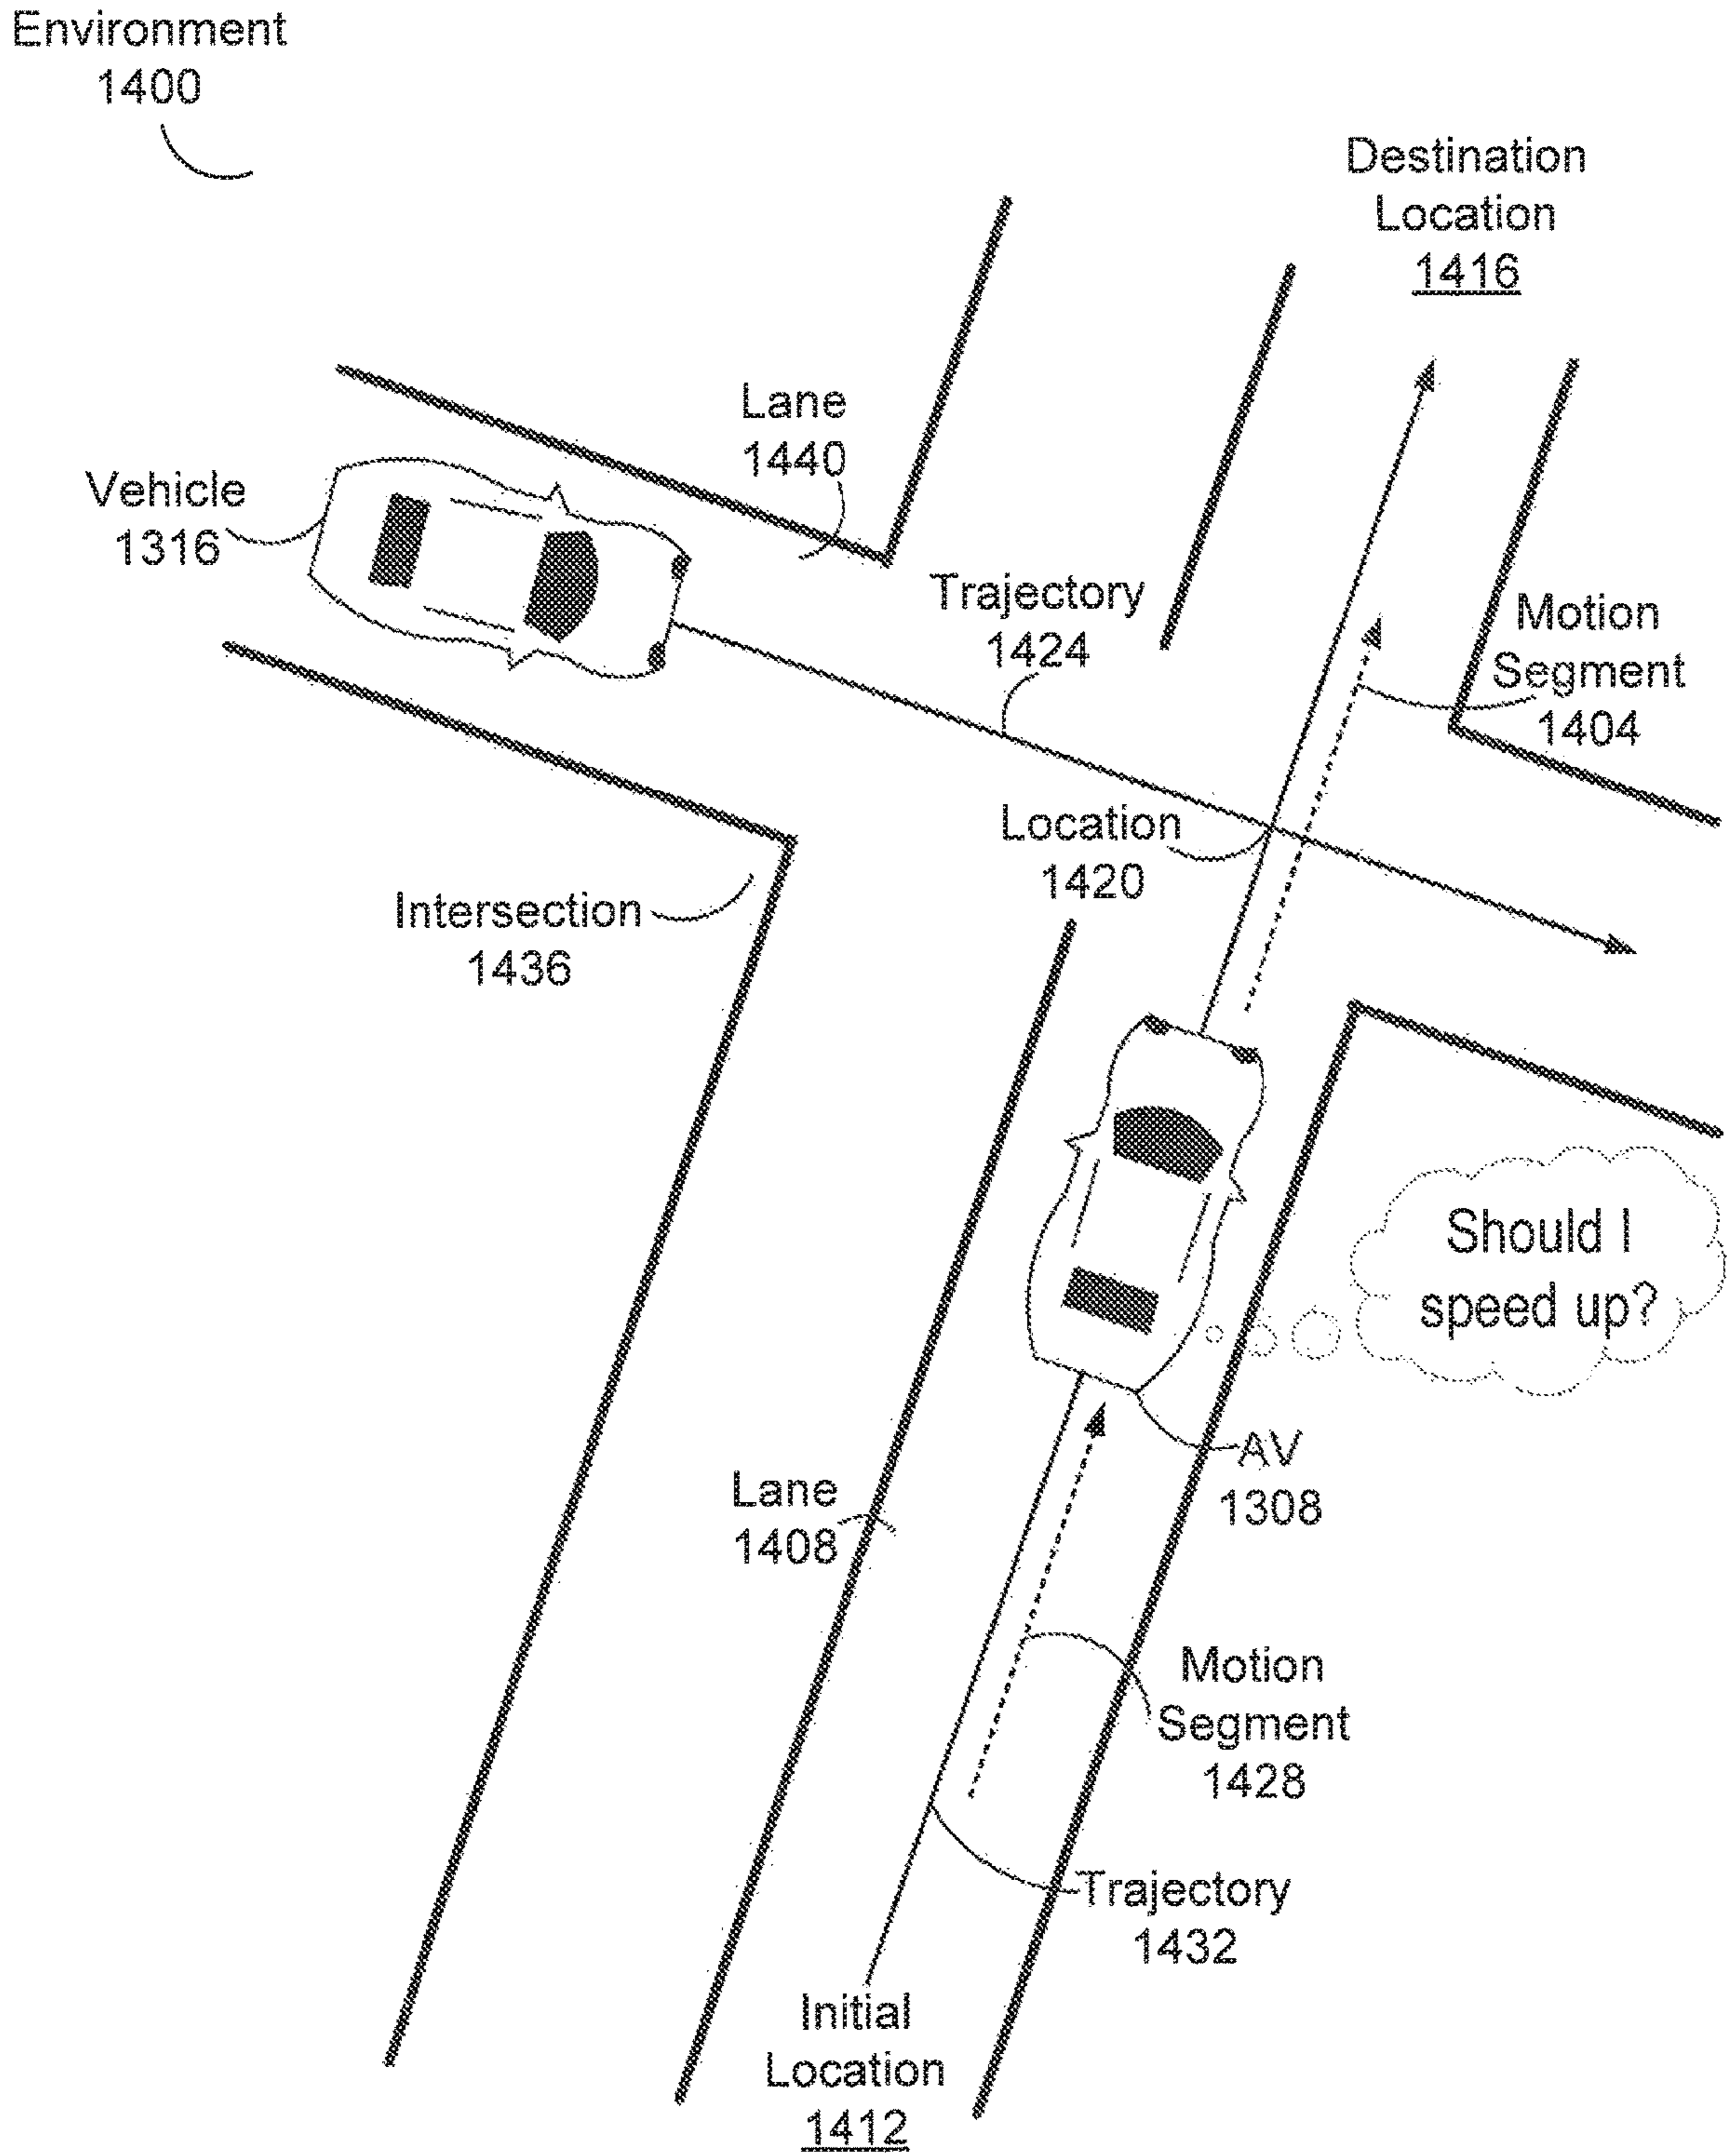 Environment
1400
Destination
Location
1416
Lane
1440
Vehicle
1316
Trajectory
1424
Motion
Segment
1404
Location
1420
Intersection
1436
Should I
speed up?
AV
1308
Lane
1408
Motion
Segment
1428
Trajectory
1432
Initial
Location
1412